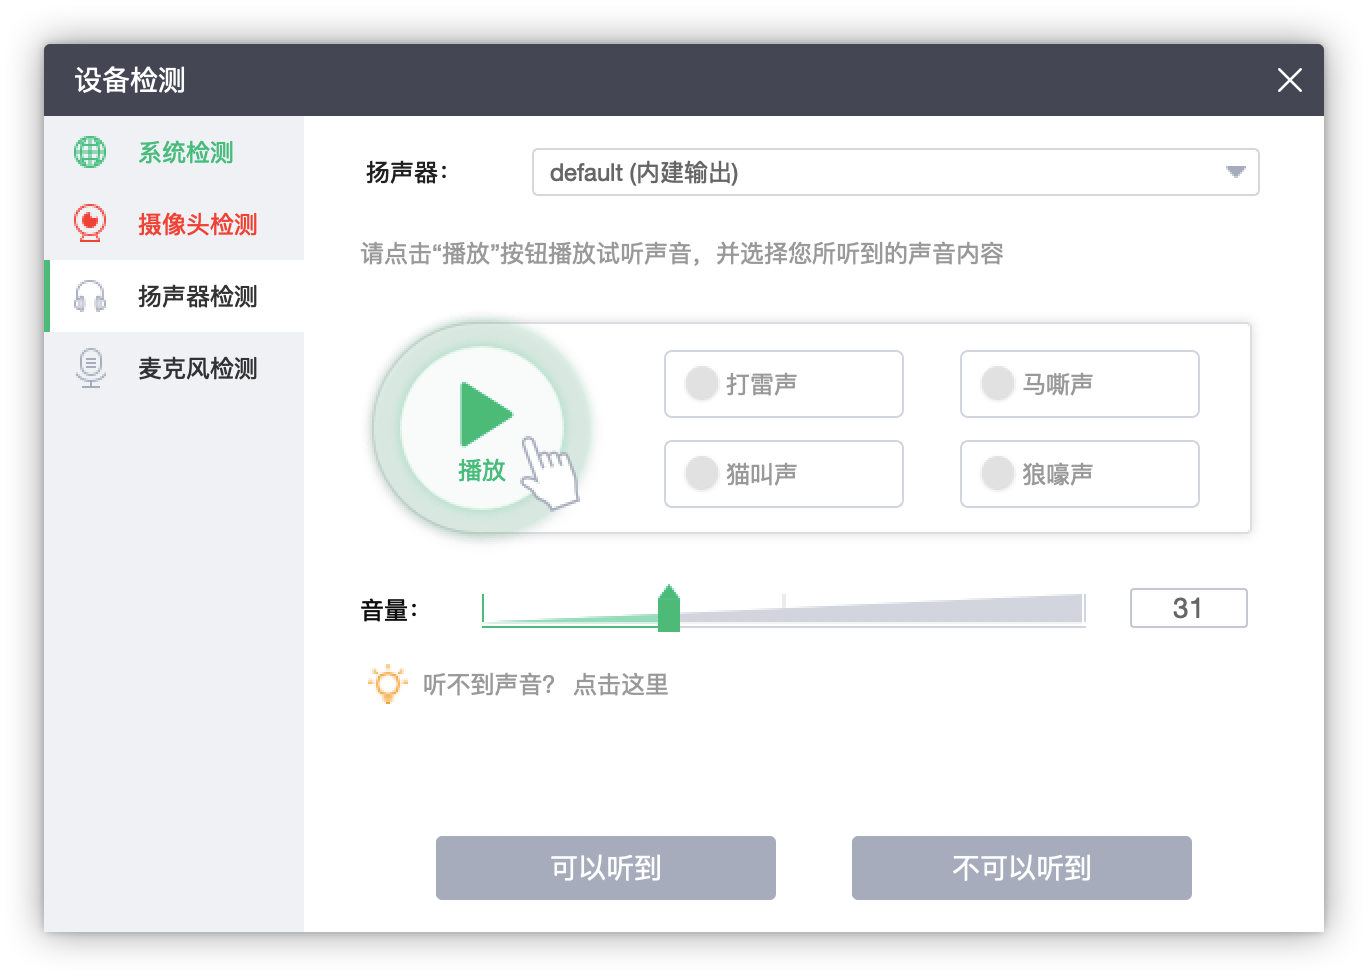 设备检测
系统检测
摄像头检测
扬声器检测
麦克风检测
扬声器：
default (内建输出)
请点击“播放”按钮播放试听声音，并选择您所听到的声音内容
播放
打雷声
马嘶声
猫叫声
狼嚎声
音量：
31
听不到声音？ 点击这里
可以听到
不可以听到